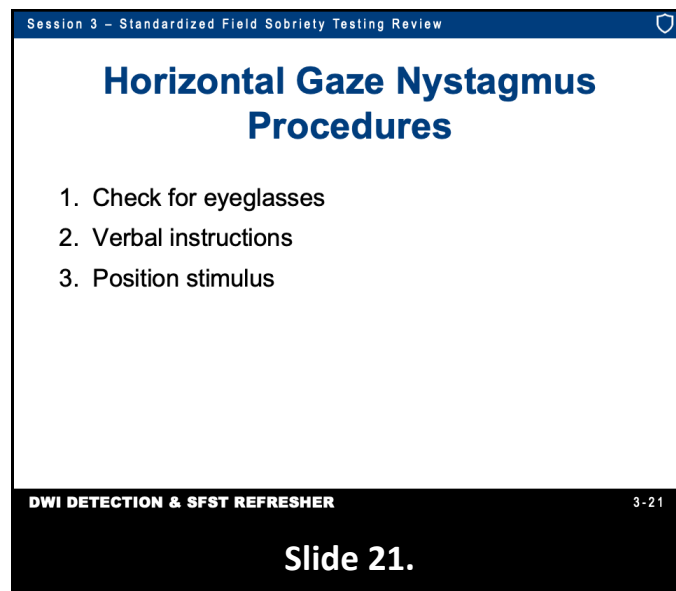 Session 3 – Standardized Field Sobriety Testing Review
Horizontal Gaze Nystagmus
Procedures
1. Check for eyeglasses
2. Verbal instructions
3. Position stimulus
DWI DETECTION & SFST REFRESHER 3-21
Slide 21.